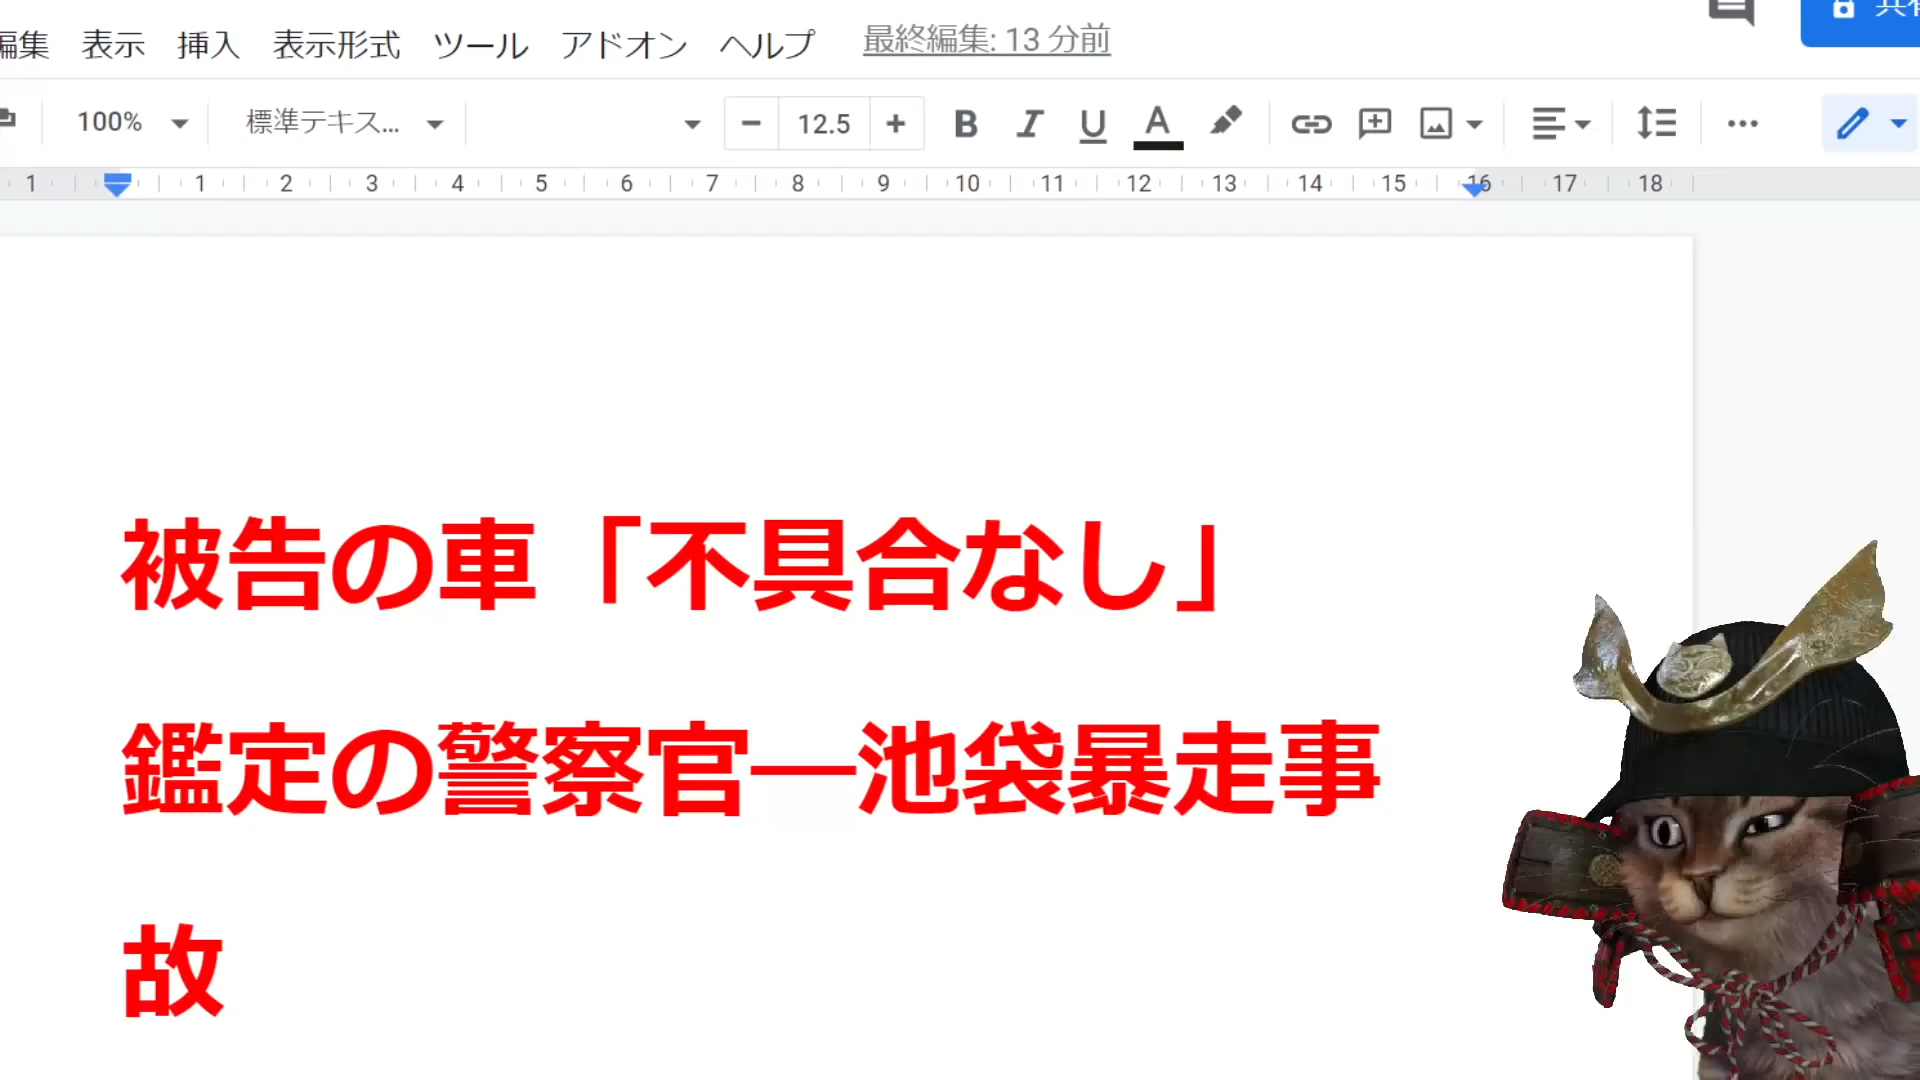 編集 表示 挿入 表示形式 ツール アドオン ヘルプ 最終編集: 13 分前
100% 標準テキス... 12.5 B I U A
1 1 2 3 4 5 6 7 8 9 10 11 12 13 14 15 16 17 18
被告の車「不具合なし」
鑑定の警察官―池袋暴走事
故